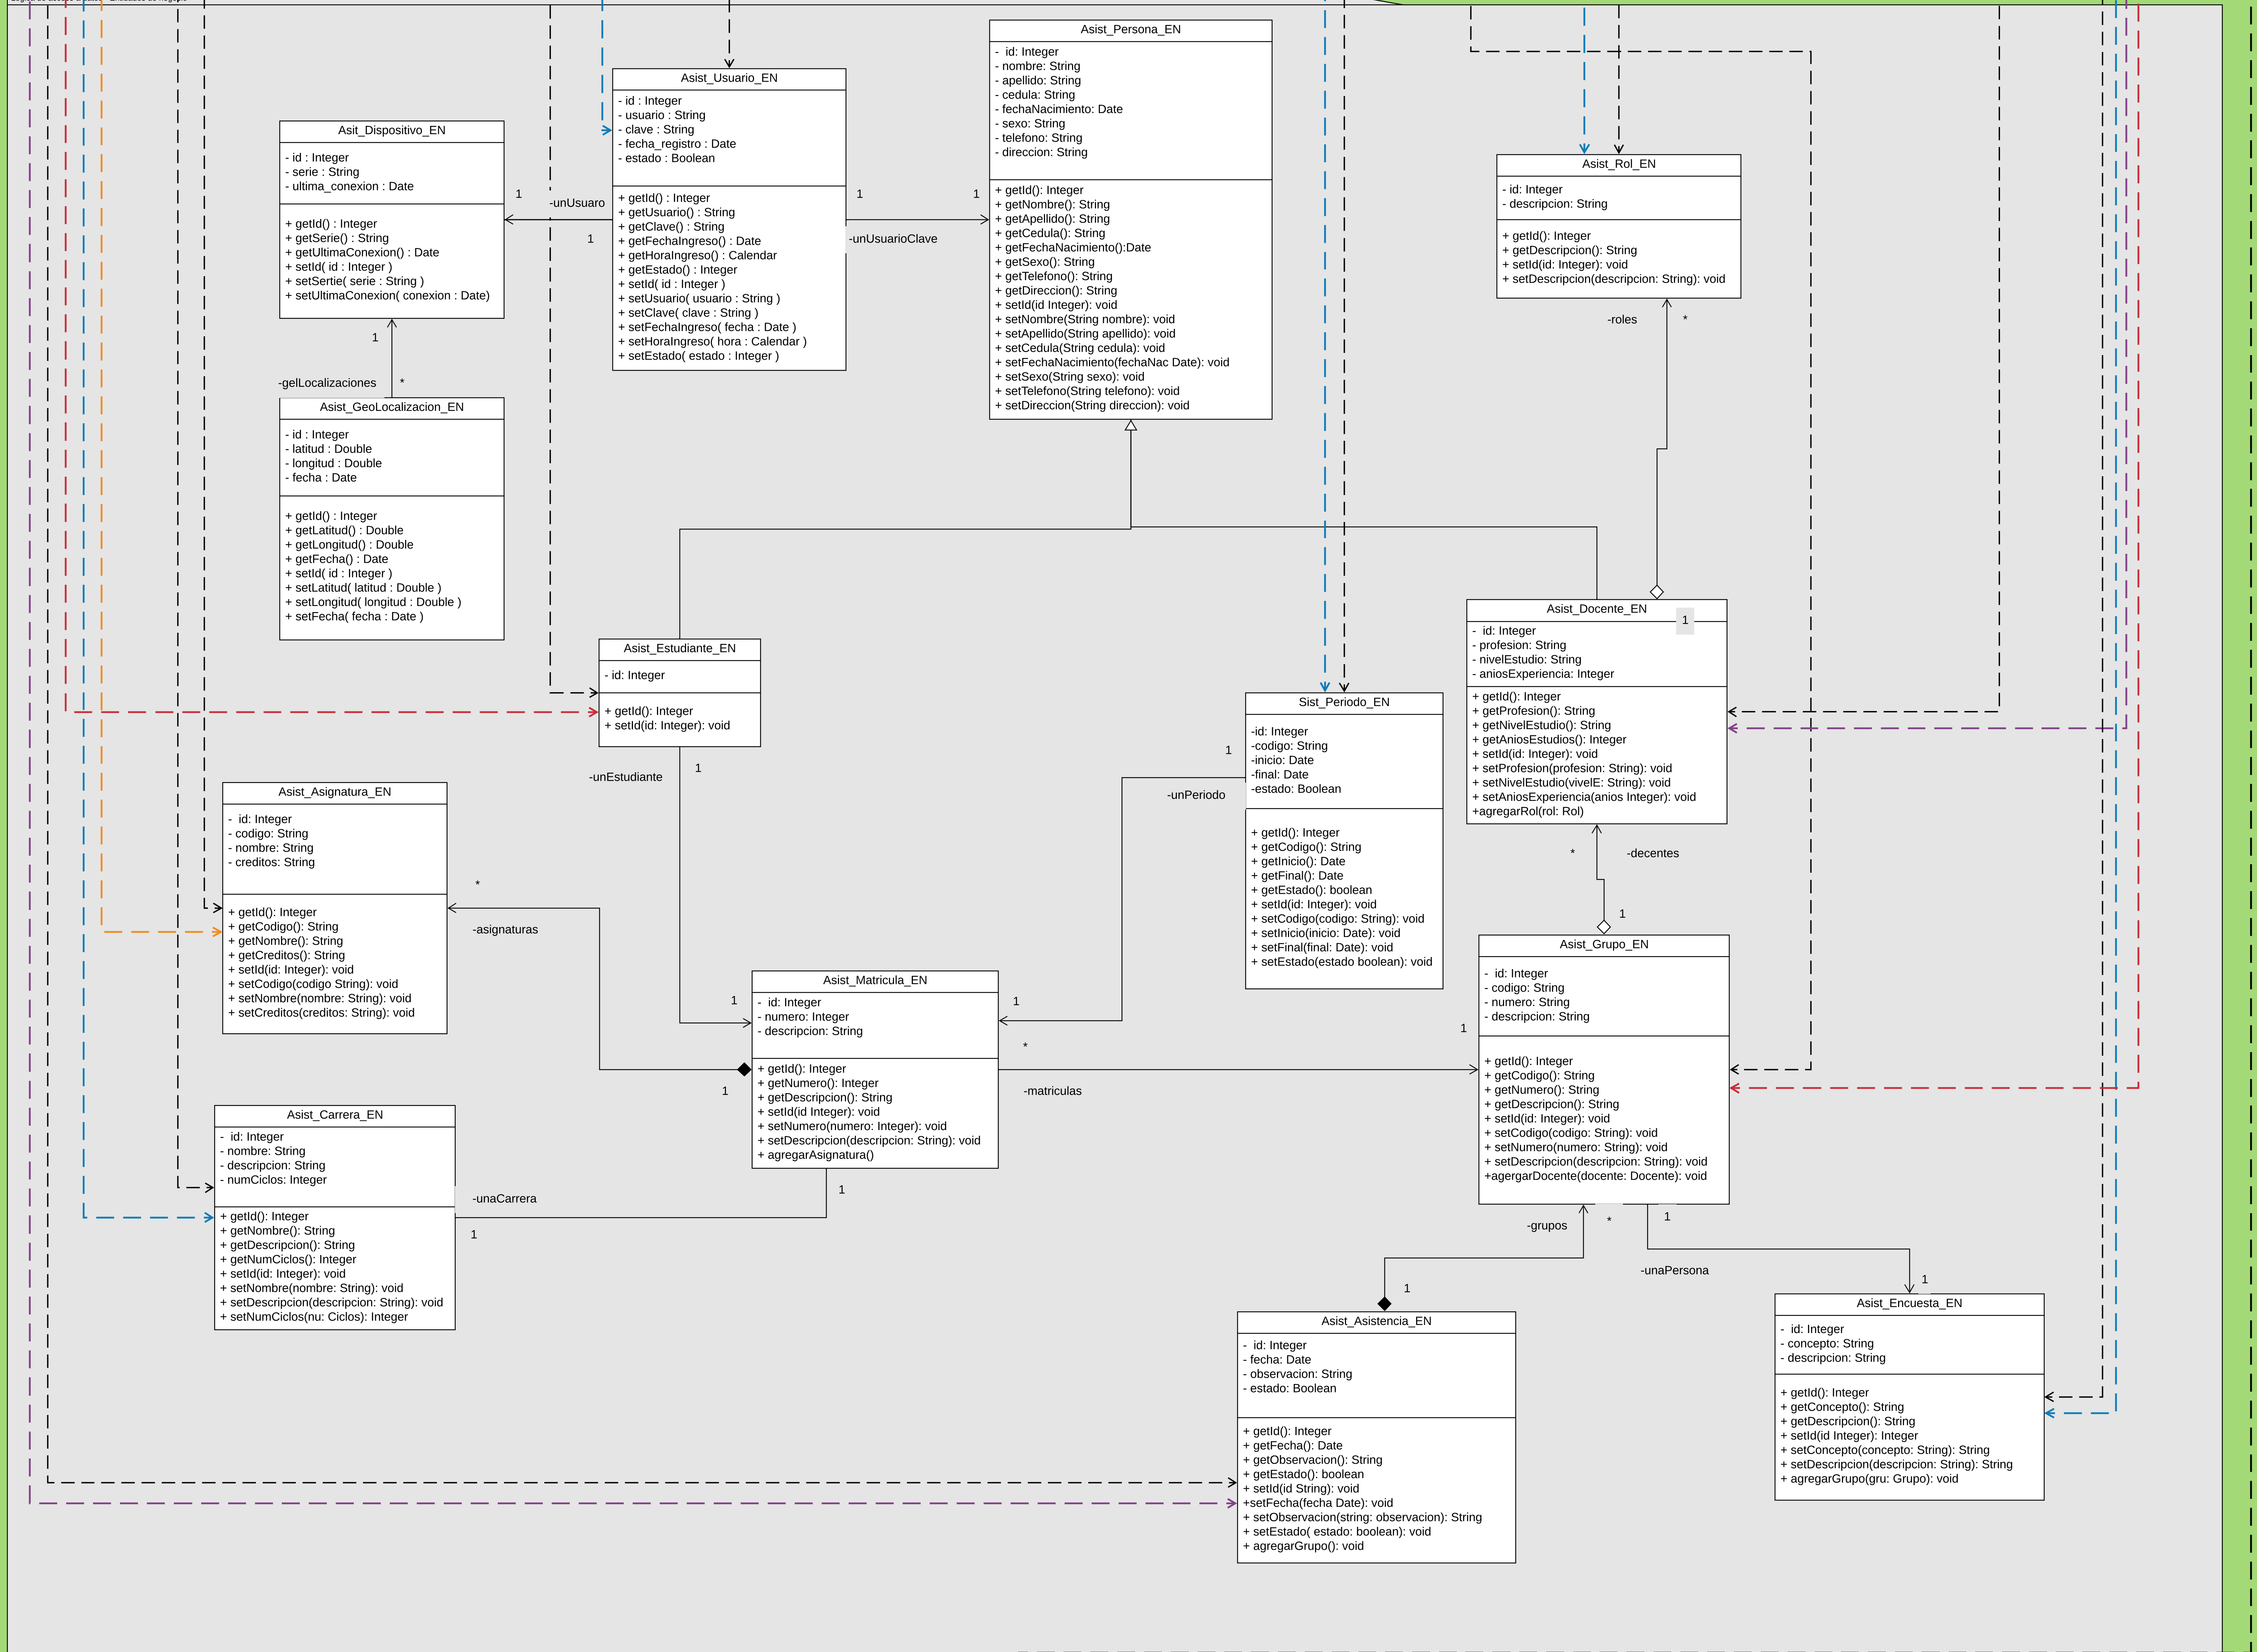 Asist_Persona_EN
-  id: Integer
- nombre: String
- apellido: String
- cedula: String
- fechaNacimiento: Date
- sexo: String
- telefono: String
- direccion: String
+ getId(): Integer
+ getNombre(): String
+ getApellido(): String
+ getCedula(): String
+ getFechaNacimiento():Date
+ getSexo(): String
+ getTelefono(): String
+ getDireccion(): String
+ setId(id Integer): void
+ setNombre(String nombre): void
+ setApellido(String apellido): void
+ setCedula(String cedula): void
+ setFechaNacimiento(fechaNac Date): void
+ setSexo(String sexo): void
+ setTelefono(String telefono): void
+ setDireccion(String direccion): void
Asist_Usuario_EN
- id : Integer
- usuario : String
- clave : String
- fecha_registro : Date
- estado : Boolean
+ getId() : Integer
+ getUsuario() : String
+ getClave() : String
+ getFechaIngreso() : Date
+ getHoraIngreso() : Calendar
+ getEstado() : Integer
+ setId( id : Integer )
+ setUsuario( usuario : String )
+ setClave( clave : String )
+ setFechaIngreso( fecha : Date )
+ setHoraIngreso( hora : Calendar )
+ setEstado( estado : Integer )
1
1
-unUsuarioClave
Asit_Dispositivo_EN
- id : Integer
- serie : String
- ultima_conexion : Date
+ getId() : Integer
+ getSerie() : String
+ getUltimaConexion() : Date
+ setId( id : Integer )
+ setSertie( serie : String )
+ setUltimaConexion( conexion : Date)
1
-unUsuaro
1
1
-gelLocalizaciones
*
Asist_GeoLocalizacion_EN
- id : Integer
- latitud : Double
- longitud : Double
- fecha : Date
+ getId() : Integer
+ getLatitud() : Double
+ getLongitud() : Double
+ getFecha() : Date
+ setId( id : Integer )
+ setLatitud( latitud : Double )
+ setLongitud( longitud : Double )
+ setFecha( fecha : Date )
Asist_Rol_EN
- id: Integer
- descripcion: String
+ getId(): Integer
+ getDescripcion(): String
+ setId(id: Integer): void
+ setDescripcion(descripcion: String): void
-roles
*
Asist_Docente_EN
1
-  id: Integer
- profesion: String
- nivelEstudio: String
- aniosExperiencia: Integer
+ getId(): Integer
+ getProfesion(): String
+ getNivelEstudio(): String
+ getAniosEstudios(): Integer
+ setId(id: Integer): void
+ setProfesion(profesion: String): void
+ setNivelEstudio(vivelE: String): void
+ setAniosExperiencia(anios Integer): void
+agregarRol(rol: Rol)
*
-decentes
1
Asist_Estudiante_EN
- id: Integer
+ getId(): Integer
+ setId(id: Integer): void
-unEstudiante
1
Sist_Periodo_EN
-id: Integer
-codigo: String
-inicio: Date
-final: Date
-estado: Boolean
+ getId(): Integer
+ getCodigo(): String
+ getInicio(): Date
+ getFinal(): Date
+ getEstado(): boolean
+ setId(id: Integer): void
+ setCodigo(codigo: String): void
+ setInicio(inicio: Date): void
+ setFinal(final: Date): void
+ setEstado(estado boolean): void
1
-unPeriodo
Asist_Asignatura_EN
-  id: Integer
- codigo: String
- nombre: String
- creditos: String
+ getId(): Integer
+ getCodigo(): String
+ getNombre(): String
+ getCreditos(): String
+ setId(id: Integer): void
+ setCodigo(codigo String): void
+ setNombre(nombre: String): void
+ setCreditos(creditos: String): void
*
-asignaturas
Asist_Matricula_EN
-  id: Integer
- numero: Integer
- descripcion: String
+ getId(): Integer
+ getNumero(): Integer
+ getDescripcion(): String
+ setId(id Integer): void
+ setNumero(numero: Integer): void
+ setDescripcion(descripcion: String): void
+ agregarAsignatura()
1
1
1
*
-matriculas
1
1
Asist_Grupo_EN
-  id: Integer
- codigo: String
- numero: String
- descripcion: String
+ getId(): Integer
+ getCodigo(): String
+ getNumero(): String
+ getDescripcion(): String
+ setId(id: Integer): void
+ setCodigo(codigo: String): void
+ setNumero(numero: String): void
+ setDescripcion(descripcion: String): void
+agergarDocente(docente: Docente): void
Asist_Carrera_EN
-  id: Integer
- nombre: String
- descripcion: String
- numCiclos: Integer
+ getId(): Integer
+ getNombre(): String
+ getDescripcion(): String
+ getNumCiclos(): Integer
+ setId(id: Integer): void
+ setNombre(nombre: String): void
+ setDescripcion(descripcion: String): void
+ setNumCiclos(nu: Ciclos): Integer
-unaCarrera
1
-grupos
*
1
1
-unaPersona
1
Asist_Asistencia_EN
-  id: Integer
- fecha: Date
- observacion: String
- estado: Boolean
+ getId(): Integer
+ getFecha(): Date
+ getObservacion(): String
+ getEstado(): boolean
+ setId(id String): void
+setFecha(fecha Date): void
+ setObservacion(string: observacion): String
+ setEstado( estado: boolean): void
+ agregarGrupo(): void
Asist_Encuesta_EN
-  id: Integer
- concepto: String
- descripcion: String
+ getId(): Integer
+ getConcepto(): String
+ getDescripcion(): String
+ setId(id Integer): Integer
+ setConcepto(concepto: String): String
+ setDescripcion(descripcion: String): String
+ agregarGrupo(gru: Grupo): void